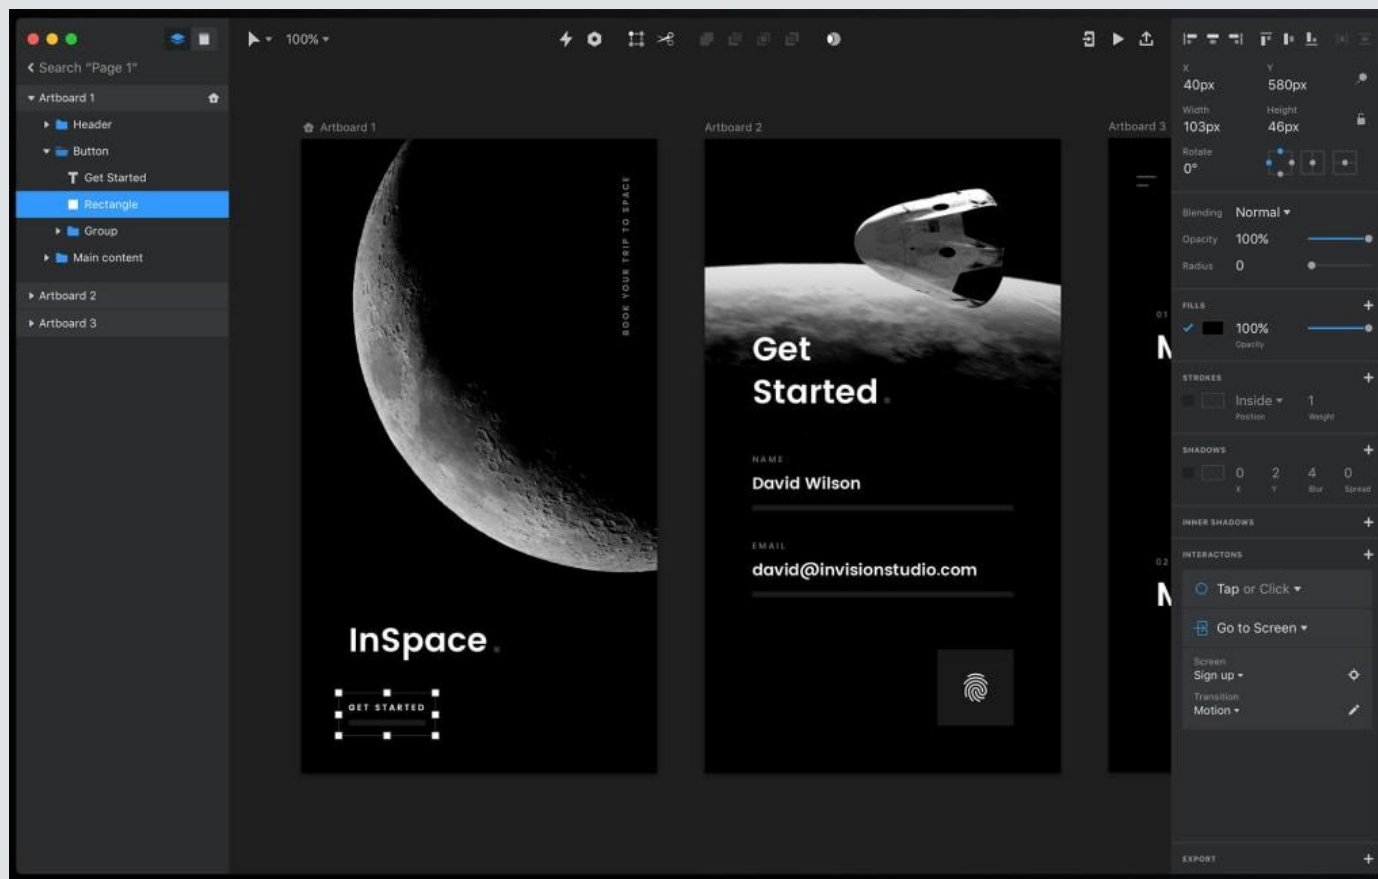 100%
Search "Page 1"
Artboard 1
Header
Button
Get Started
Rectangle
Group
Main content
Artboard 2
Artboard 3
Artboard 1
BOOK YOUR TRIP TO SPACE
InSpace.
GET STARTED
Artboard 2
Get
Started.
NAME
David Wilson
EMAIL
david@invisionstudio.com
Artboard 3
01
M
02
M
X Y
40px 580px
Width Height
103px 46px
Rotate
0°
Blending Normal
Opacity 100%
Radius 0
FILLS
100%
Opacity
STROKES
Inside 1
Position Weight
SHADOWS
0 2 4 0
X Y Blur Spread
INNER SHADOWS
INTERACTONS
Tap or Click
Go to Screen
Screen
Sign up
Transition
Motion
EXPORT